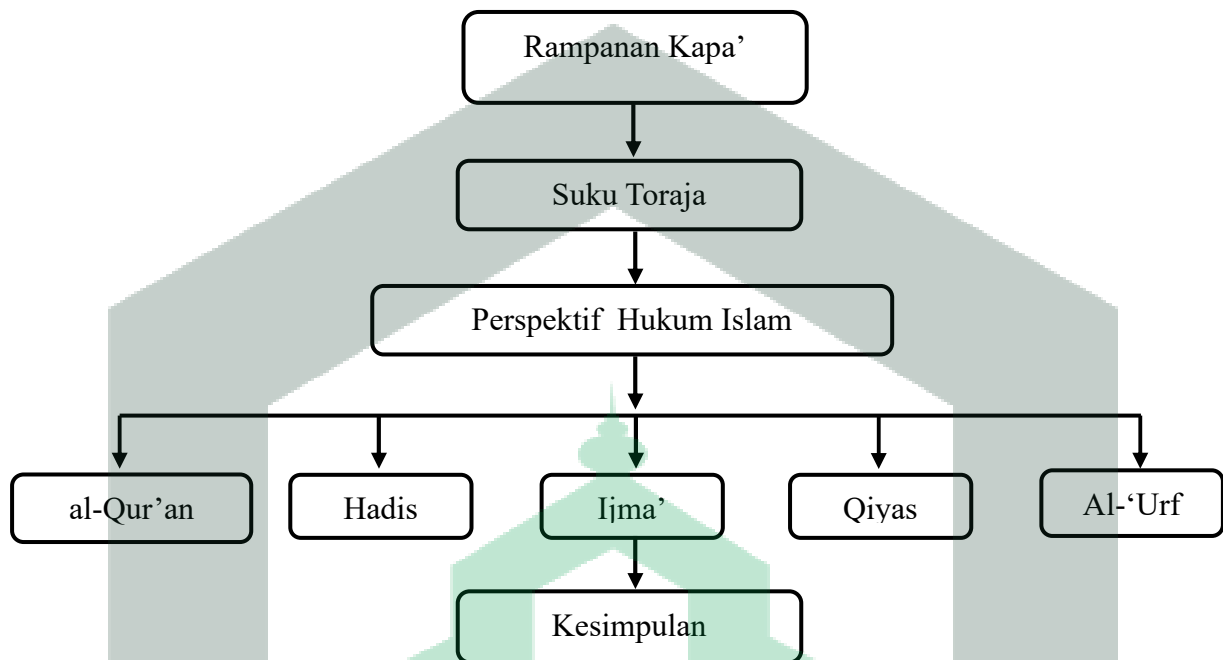 Rampanan Kapa’
Suku Toraja
Perspektif Hukum Islam
al-Qur’an
Hadis
Ijma’
Qiyas
Al-‘Urf
Kesimpulan